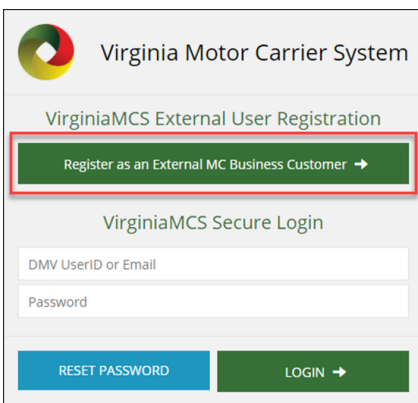 Virginia Motor Carrier System
VirginiaMCS External User Registration
Register as an External MC Business Customer
VirginiaMCS Secure Login
DMV UserID or Email
Password
RESET PASSWORD
LOGIN